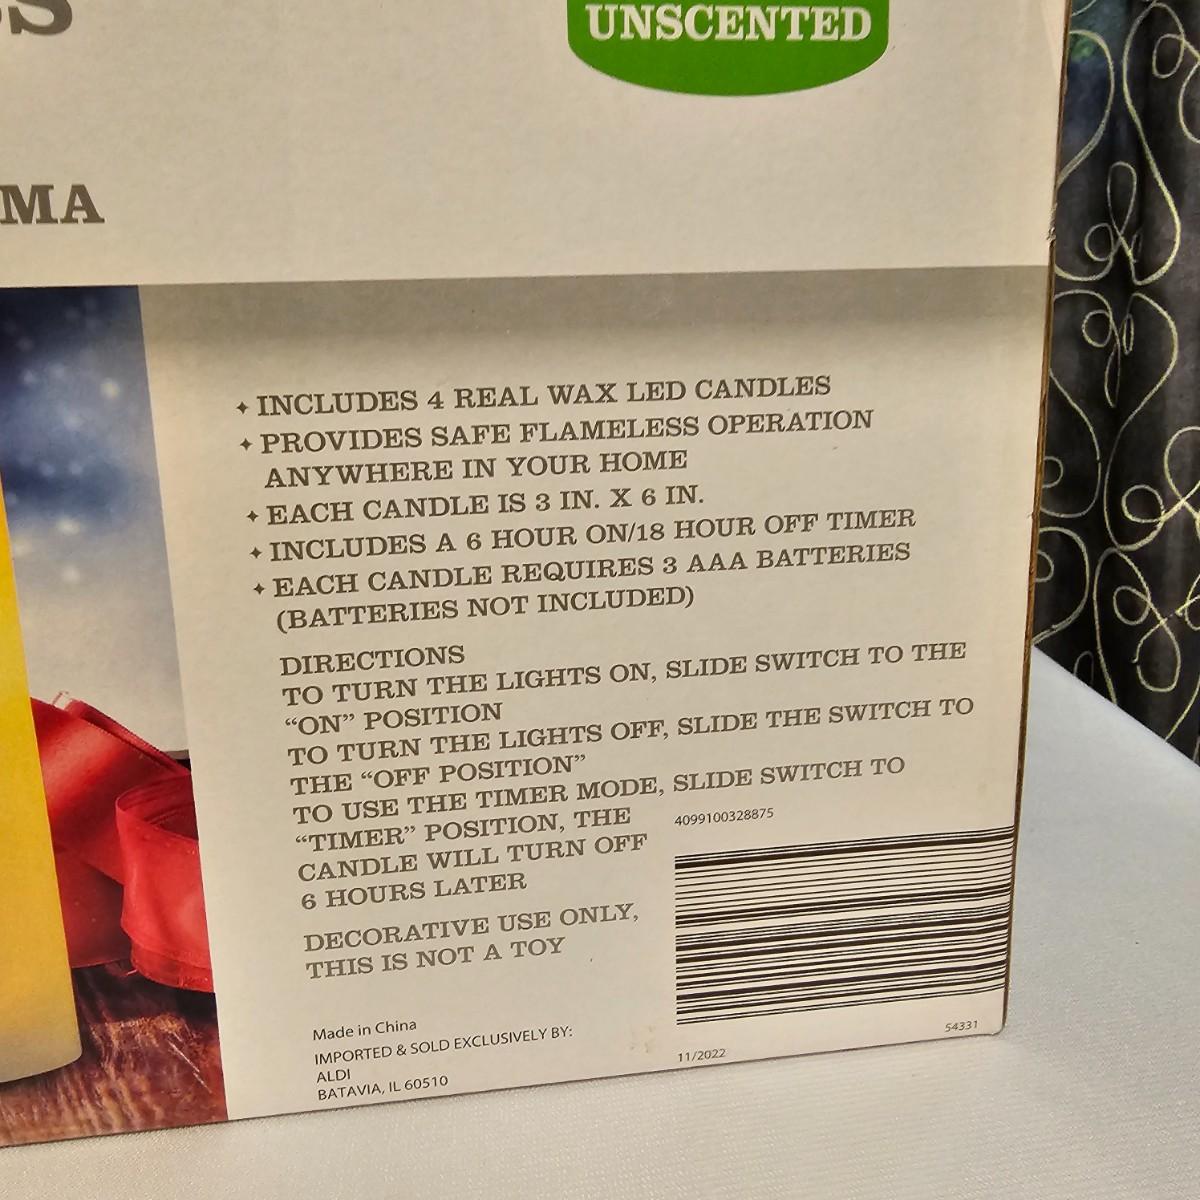 UNSCENTED
MA
✦ INCLUDES 4 REAL WAX LED CANDLES
✦ PROVIDES SAFE FLAMELESS OPERATION
ANYWHERE IN YOUR HOME
✦ EACH CANDLE IS 3 IN. X 6 IN.
✦ INCLUDES A 6 HOUR ON/18 HOUR OFF TIMER
✦ EACH CANDLE REQUIRES 3 AAA BATTERIES
(BATTERIES NOT INCLUDED)
DIRECTIONS
TO TURN THE LIGHTS ON, SLIDE SWITCH TO THE
“ON” POSITION
TO TURN THE LIGHTS OFF, SLIDE THE SWITCH TO
THE “OFF POSITION”
TO USE THE TIMER MODE, SLIDE SWITCH TO
“TIMER” POSITION, THE
CANDLE WILL TURN OFF
6 HOURS LATER
DECORATIVE USE ONLY,
THIS IS NOT A TOY
4099100328875
Made in China
IMPORTED & SOLD EXCLUSIVELY BY:
ALDI
BATAVIA, IL 60510
11/2022
54331